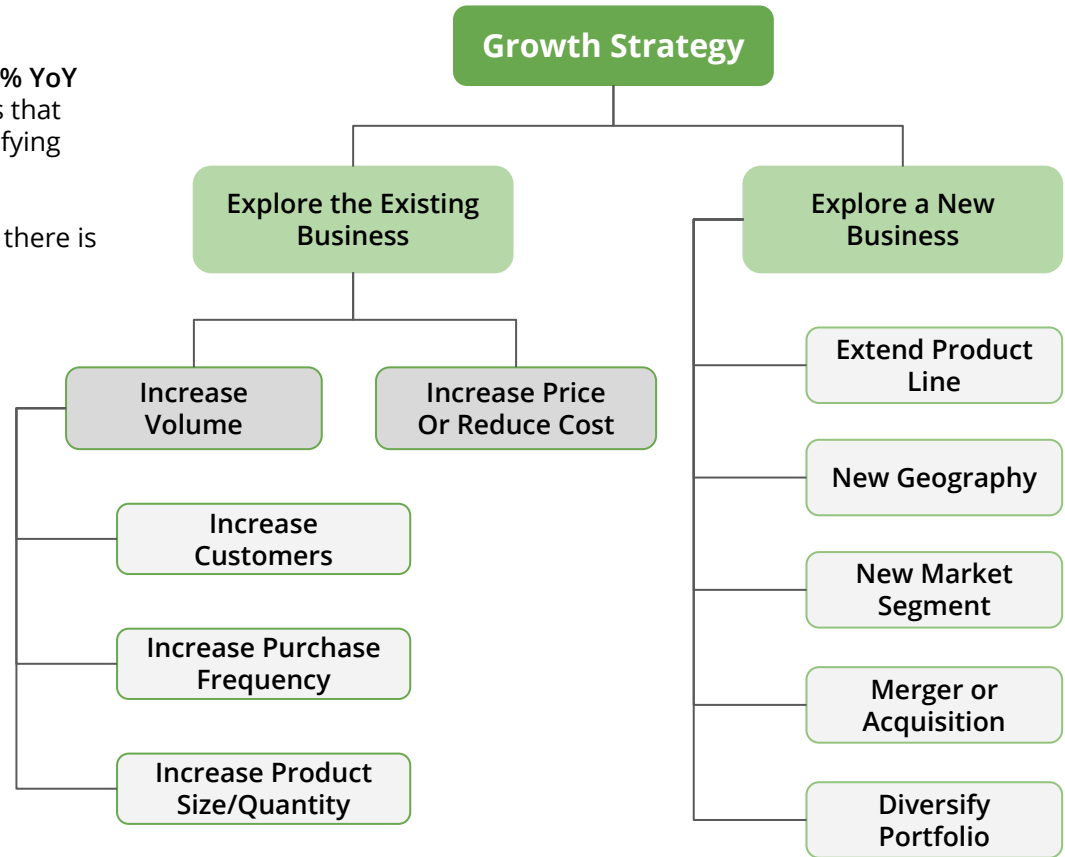 % YoY
s that
fying
there is
Growth Strategy
Explore the Existing
Business
Increase
Volume
Increase Price
Or Reduce Cost
Increase
Customers
Increase Purchase
Frequency
Increase Product
Size/Quantity
Explore a New
Business
Extend Product
Line
New Geography
New Market
Segment
Merger or
Acquisition
Diversify
Portfolio